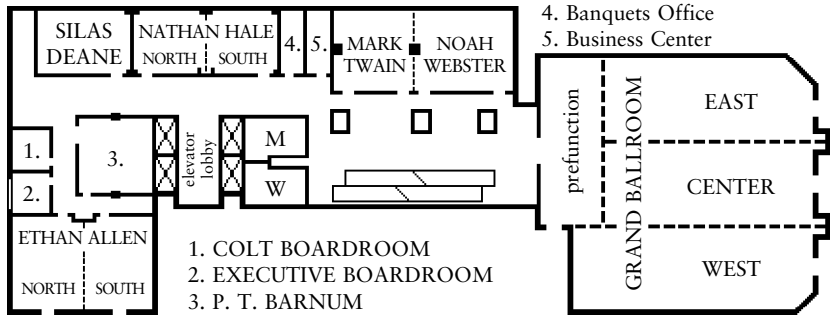 SILAS
DEANE
NATHAN HALE
NORTH
SOUTH
4.
5.
MARK
TWAIN
NOAH
WEBSTER
4. Banquets Office
5. Business Center
prefunction
GRAND BALLROOM
EAST
CENTER
WEST
1.
2.
3.
elevator
lobby
M
W
ETHAN ALLEN
NORTH
SOUTH
1. COLT BOARDROOM
2. EXECUTIVE BOARDROOM
3. P. T. BARNUM